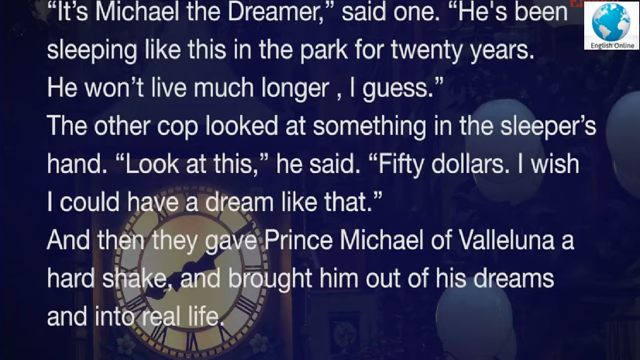 “It’s Michael the Dreamer,” said one. “He's been
sleeping like this in the park for twenty years.
He won’t live much longer , I guess.”
The other cop looked at something in the sleeper’s
hand. “Look at this,” he said. “Fifty dollars. I wish
I could have a dream like that.”
And then they gave Prince Michael of Valleluna a
hard shake, and brought him out of his dreams
and into real life.
English Online